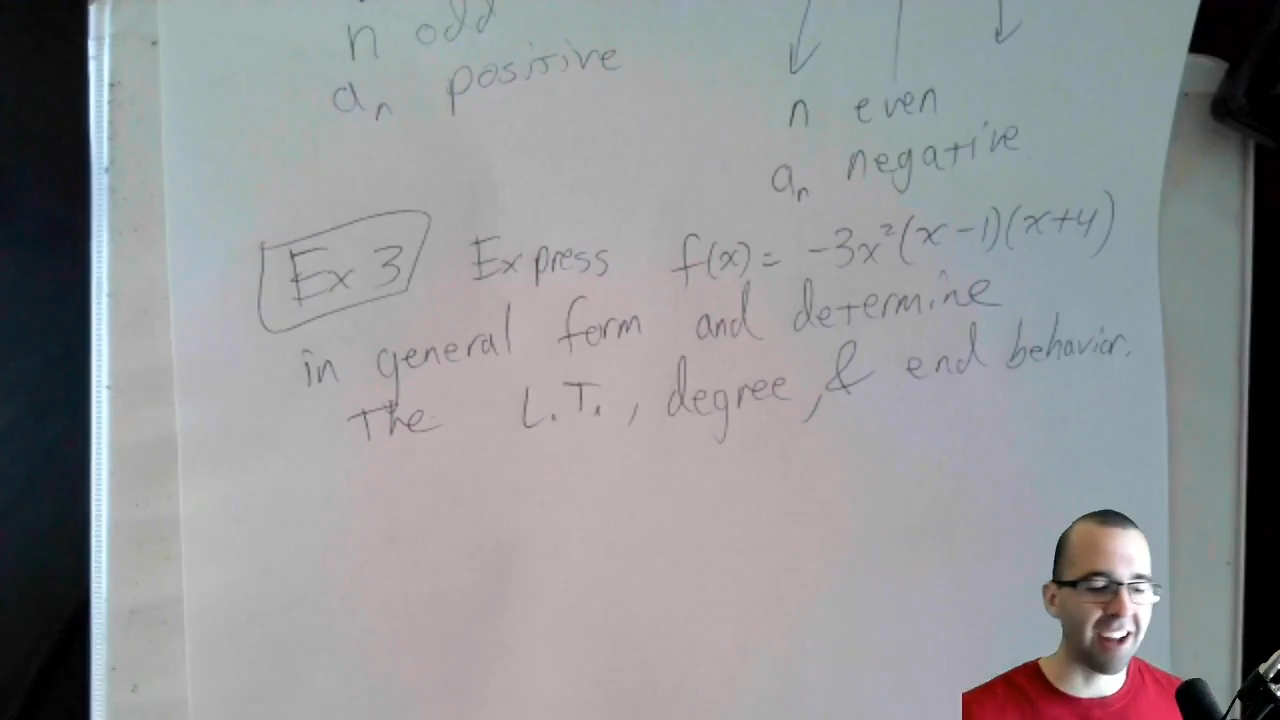 n odd
aₙ positive
n even
aₙ negative
Ex 3 Express f(x) = -3x²(x-1)(x+4)
in general form and determine
the L.T., degree, & end behavior.